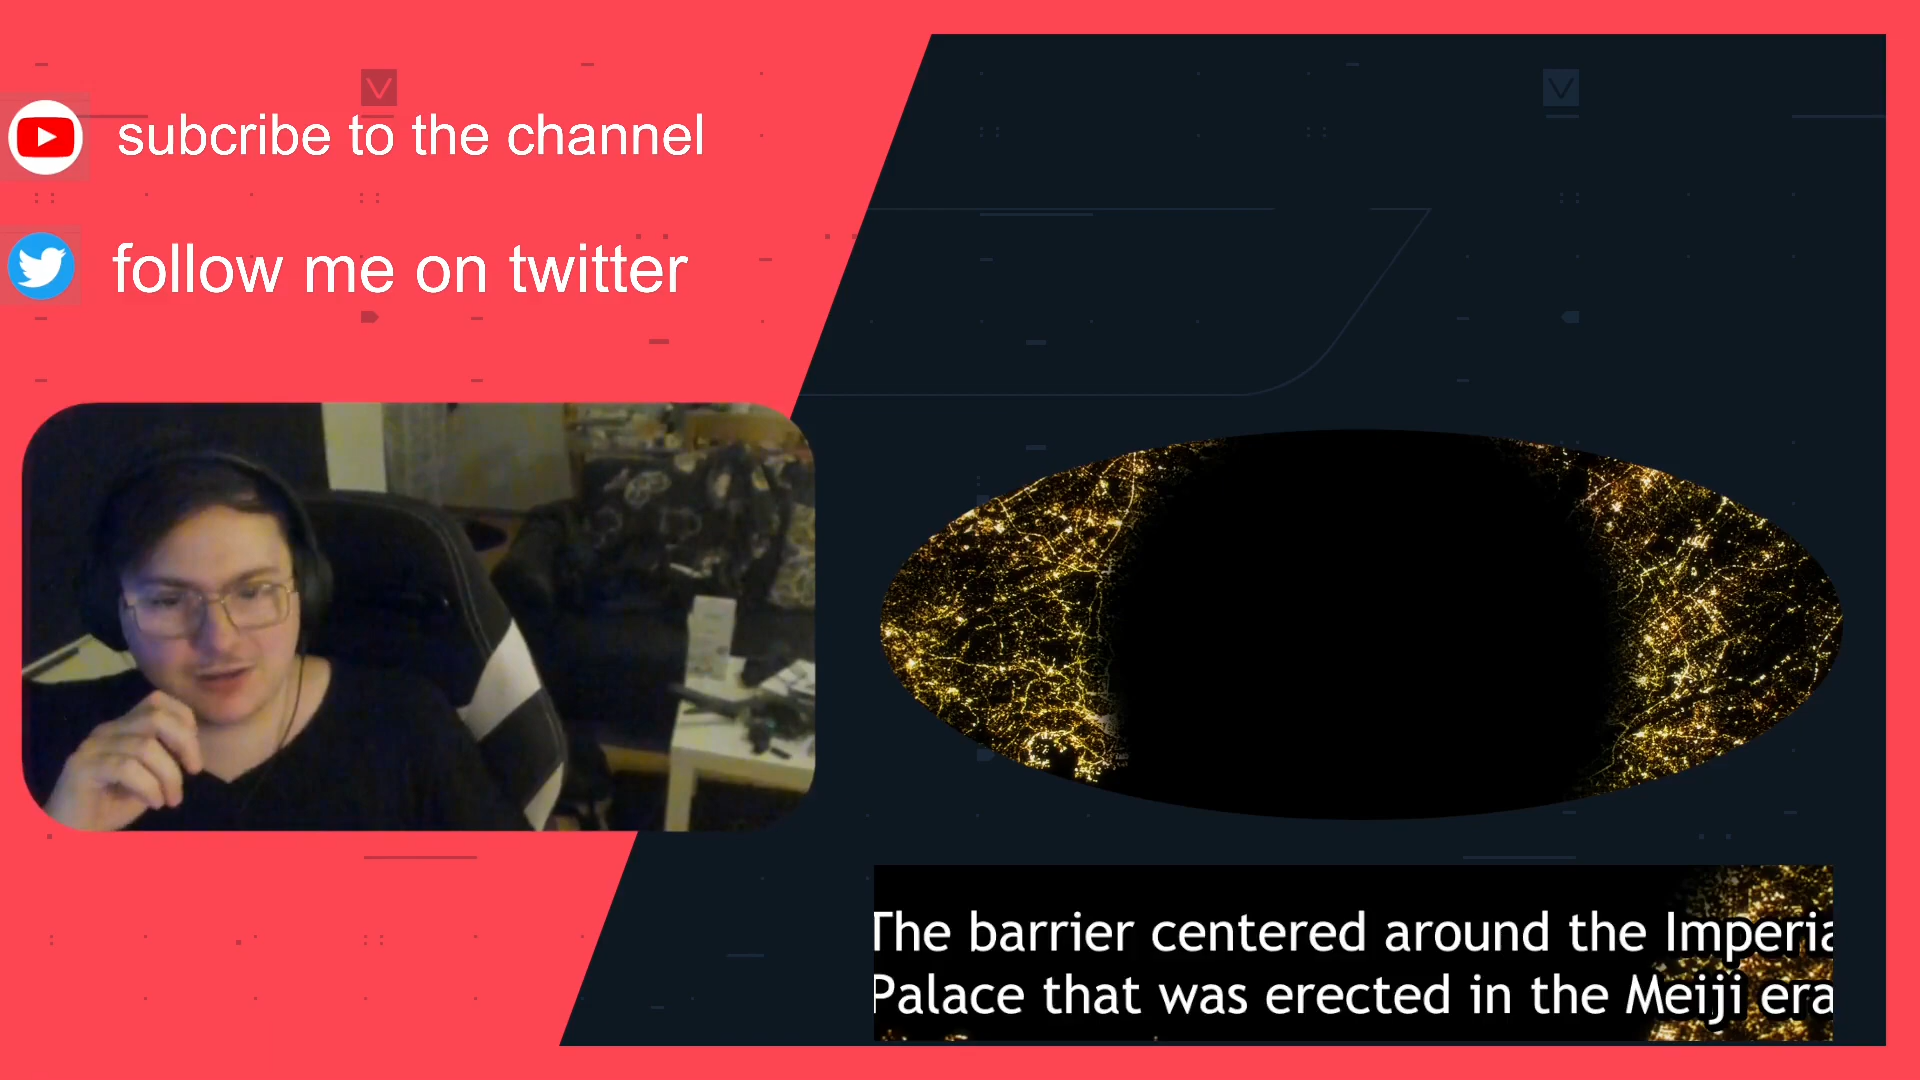 subcribe to the channel
follow me on twitter
The barrier centered around the Imperia
Palace that was erected in the Meiji era